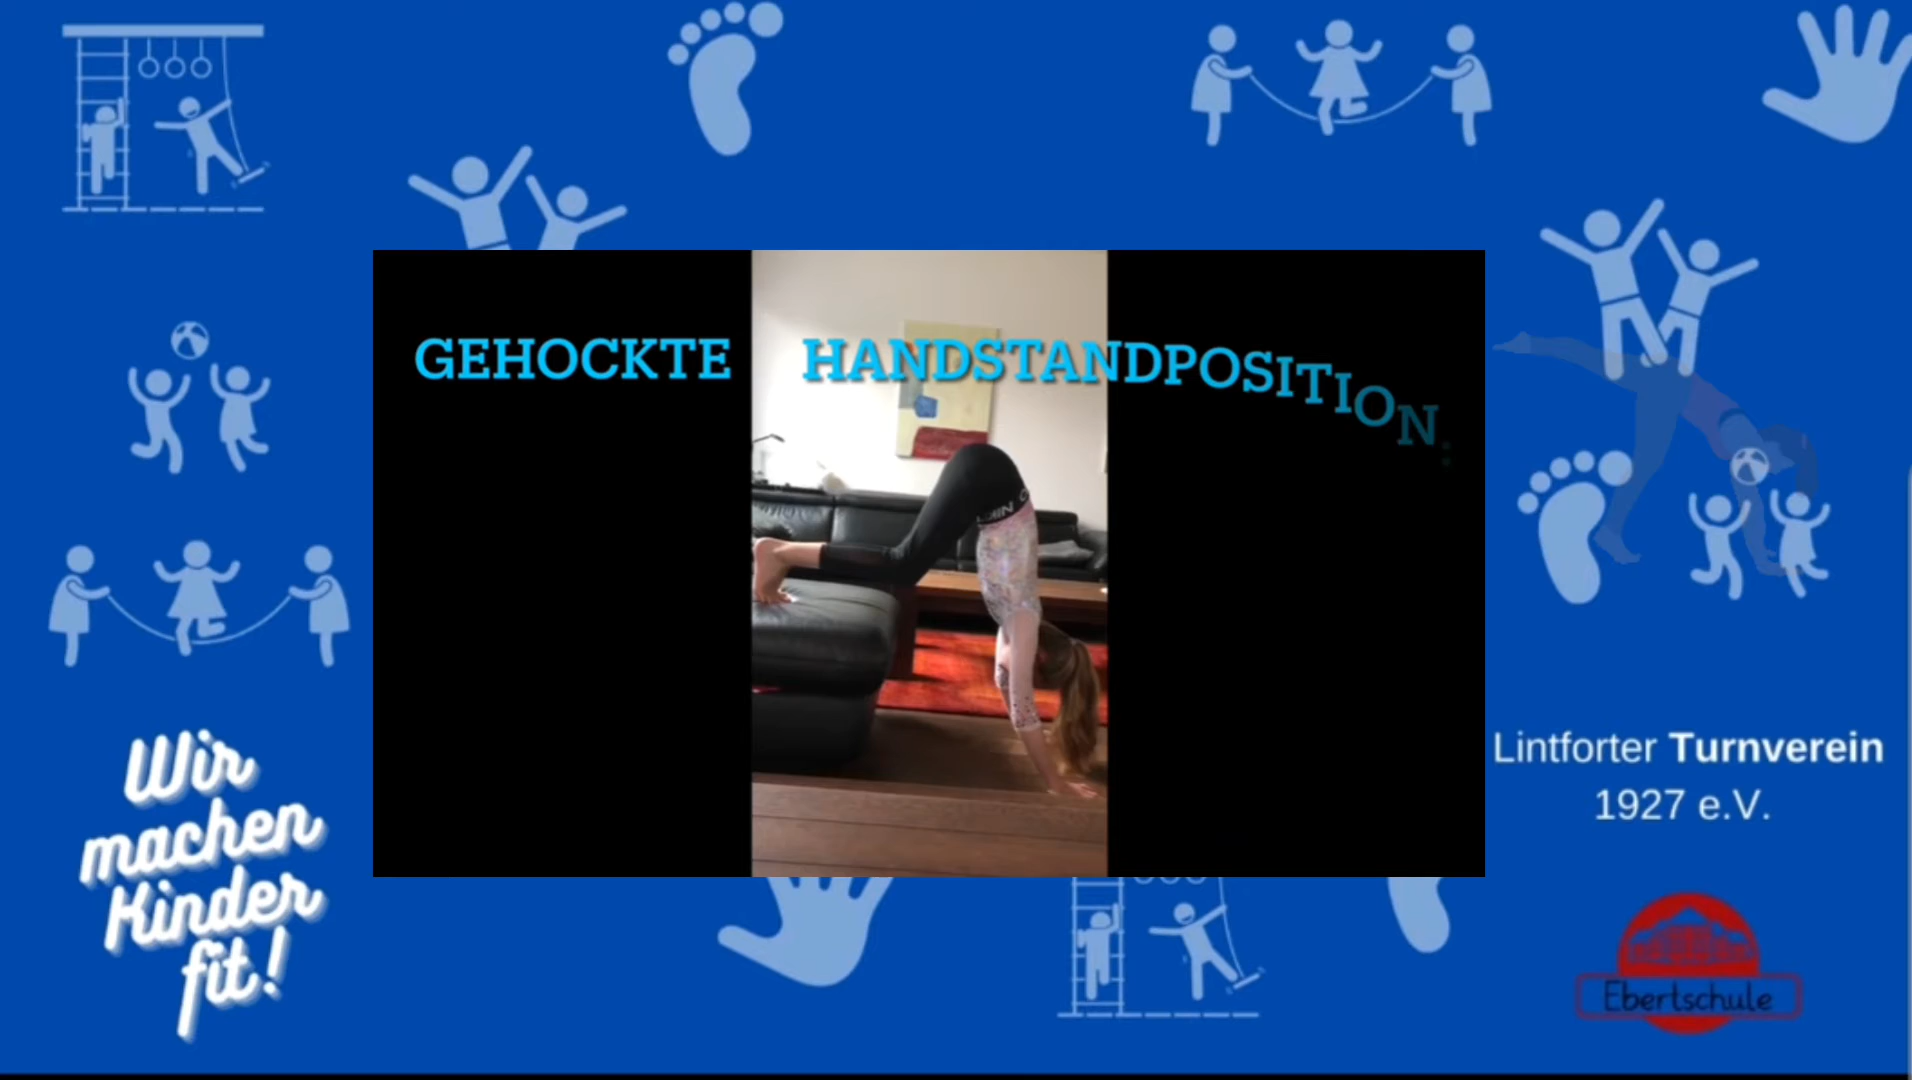 GEHOCKTE HANDSTANDPOSITION:
Wir
machen
Kinder
fit!
Lintforter Turnverein
1927 e.V.
Ebertschule